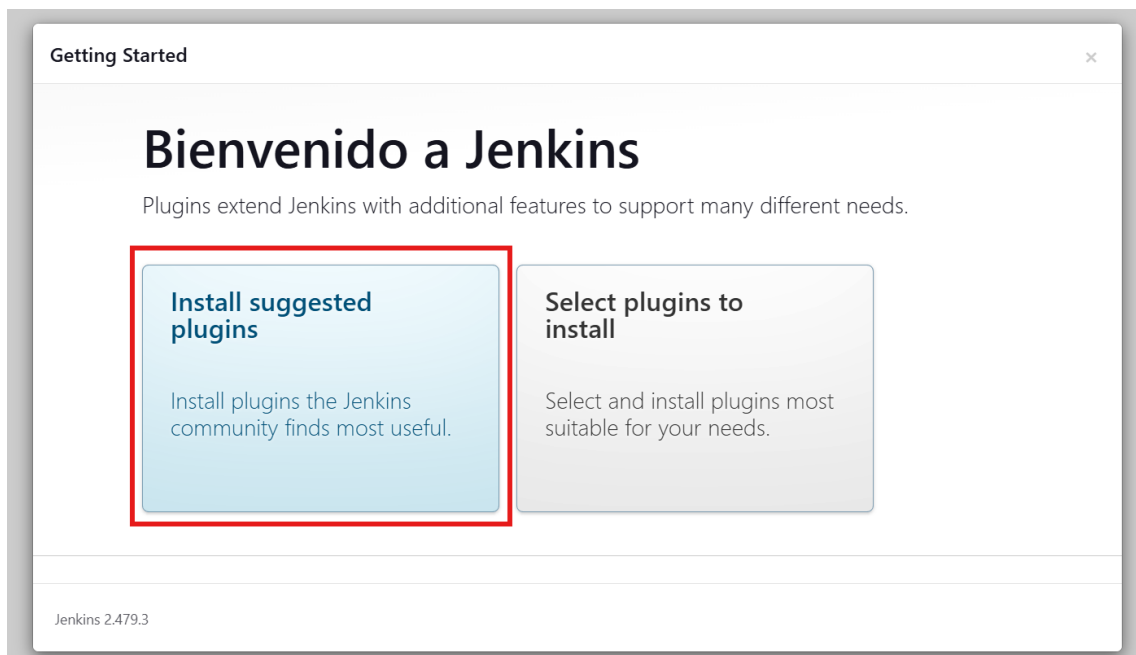 Getting Started
×
Bienvenido a Jenkins
Plugins extend Jenkins with additional features to support many different needs.
Install suggested
plugins
Install plugins the Jenkins
community finds most useful.
Select plugins to
install
Select and install plugins most
suitable for your needs.
Jenkins 2.479.3